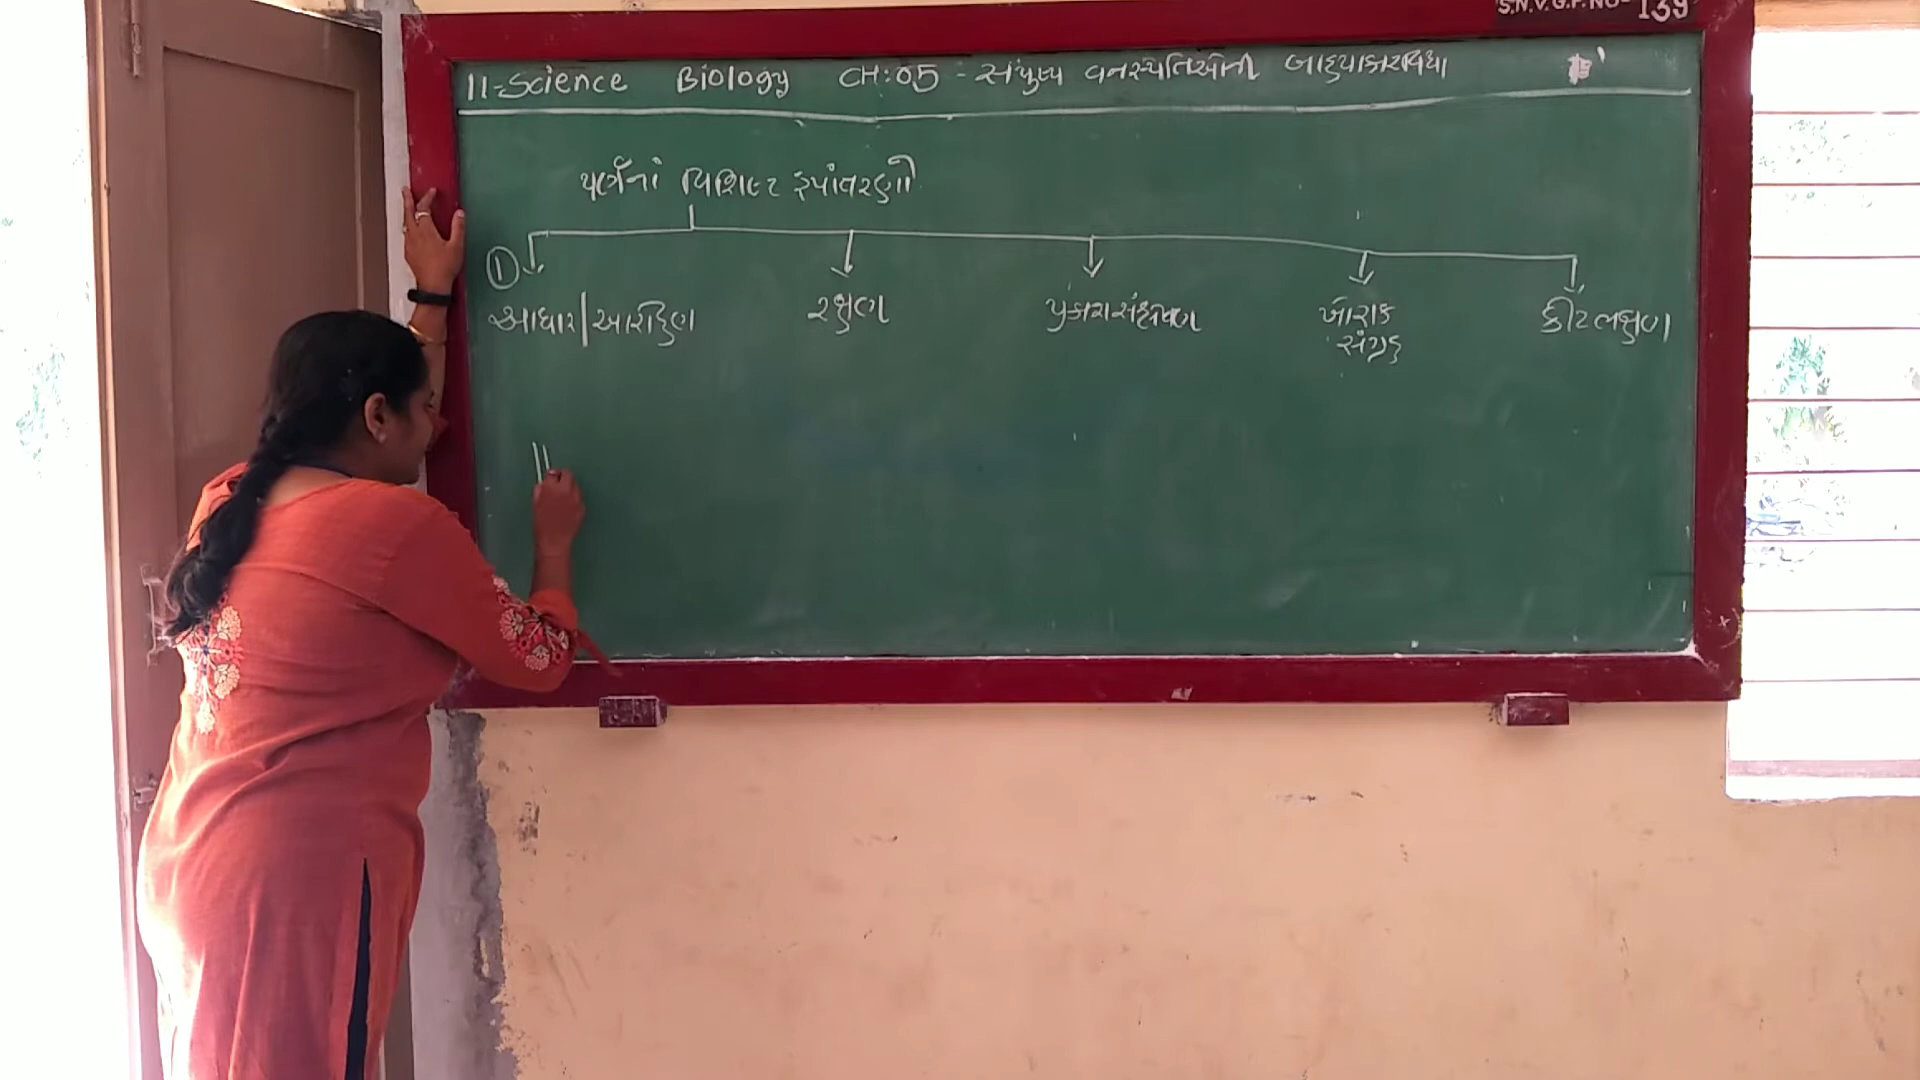 S.N.V.G.P.NO- 139
11-Science Biology CH:05 - સપુષ્પ વનસ્પતિઓની બાહ્યાકારવિદ્યા
પર્ણનાં વિશિષ્ટ રૂપાંતરણો
① આધાર/આરોહણ
રક્ષણ
પ્રકાશસંશ્લેષણ
ખોરાક
સંગ્રહ
કીટભક્ષણ